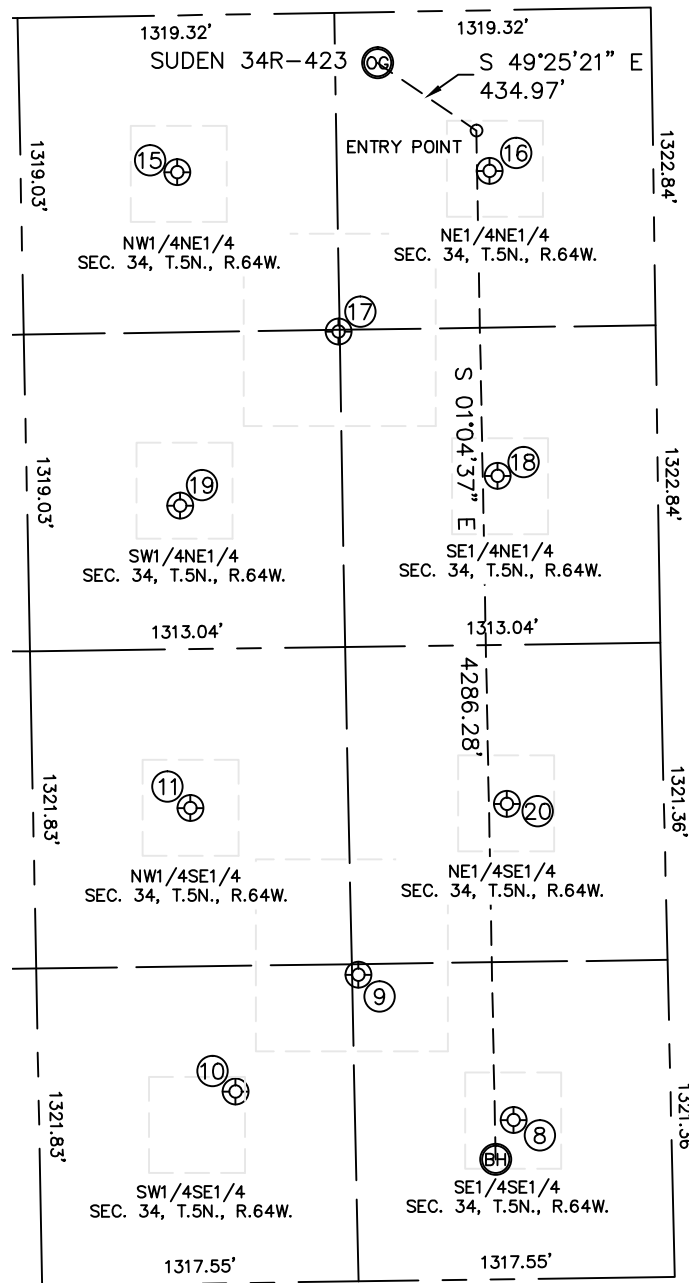 1319.32'
1319.32'
SUDEN 34R-423
OG
S 49°25'21" E
434.97'
ENTRY POINT
1319.03'
15
16
1322.84'
NW1/4NE1/4
SEC. 34, T.5N., R.64W.
NE1/4NE1/4
SEC. 34, T.5N., R.64W.
17
S 01°04'37" E
1319.03'
19
18
1322.84'
SW1/4NE1/4
SEC. 34, T.5N., R.64W.
SE1/4NE1/4
SEC. 34, T.5N., R.64W.
1313.04'
1313.04'
4286.28'
1321.83'
11
20
1321.36'
NW1/4SE1/4
SEC. 34, T.5N., R.64W.
NE1/4SE1/4
SEC. 34, T.5N., R.64W.
9
10
1321.83'
8
1321.36'
BH
SW1/4SE1/4
SEC. 34, T.5N., R.64W.
SE1/4SE1/4
SEC. 34, T.5N., R.64W.
1317.55'
1317.55'